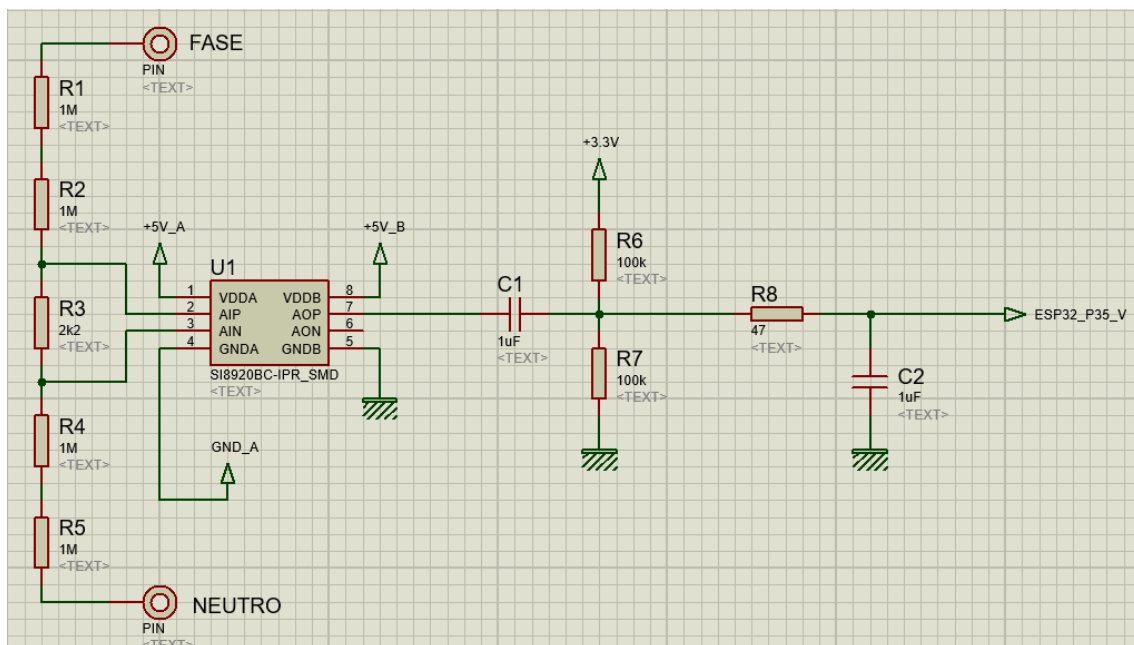 FASE
PIN
<TEXT>
R1
1M
<TEXT>
R2
1M
<TEXT>
R3
2k2
<TEXT>
R4
1M
<TEXT>
R5
1M
<TEXT>
NEUTRO
PIN
<TEXT>
+5V_A
+5V_B
U1
1 VDDA VDDB 8
2 AIP AOP 7
3 AIN AON 6
4 GNDA GNDB 5
SI8920BC-IPR_SMD
<TEXT>
GND_A
C1
1uF
<TEXT>
+3.3V
R6
100k
<TEXT>
R7
100k
<TEXT>
R8
47
<TEXT>
ESP32_P35_V
C2
1uF
<TEXT>